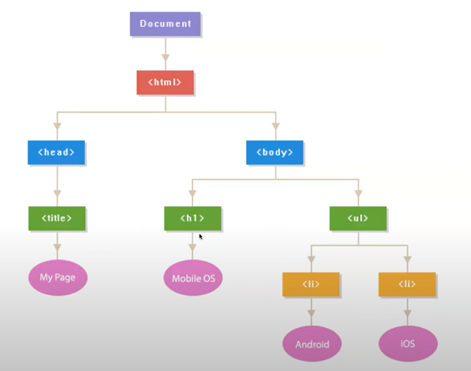 Document
<html>
<head>
<body>
<title>
<h1>
<ul>
My Page
Mobile OS
<li>
<li>
Android
iOS